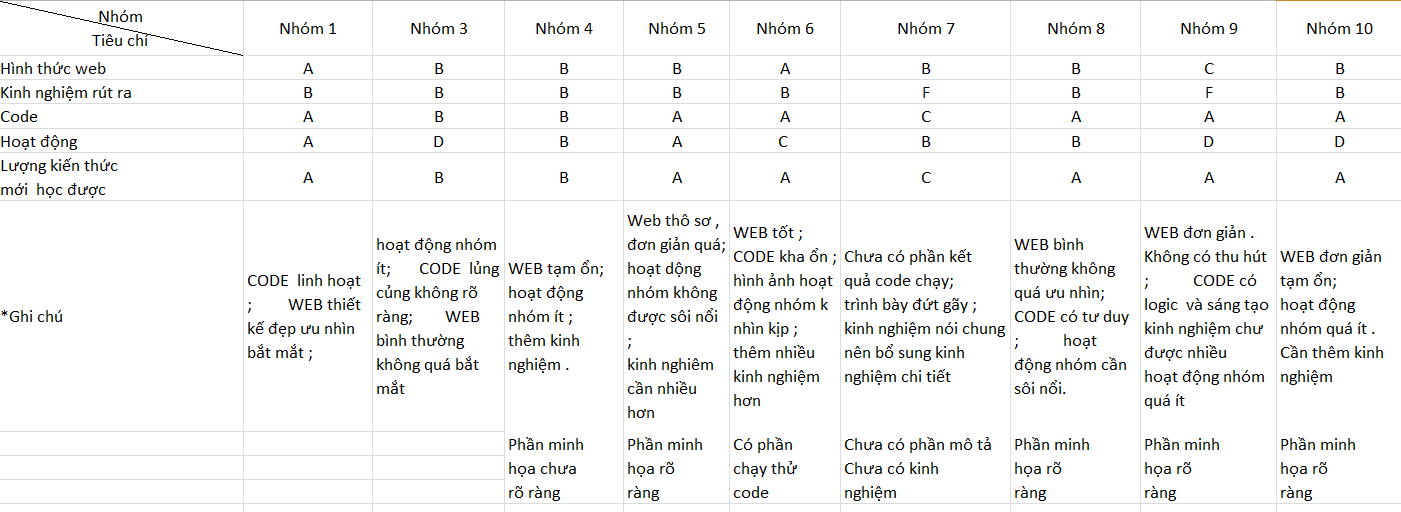 Nhóm
Tiêu chí
Nhóm 1
Nhóm 3
Nhóm 4
Nhóm 5
Nhóm 6
Nhóm 7
Nhóm 8
Nhóm 9
Nhóm 10
Hình thức web
A
B
B
B
A
B
B
C
B
Kinh nghiệm rút ra
B
B
B
B
B
F
B
F
B
Code
A
B
B
A
A
C
A
A
A
Hoạt động
A
D
B
A
C
B
B
D
D
Lượng kiến thức
mới học được
A
B
B
A
A
C
A
A
A
*Ghi chú
CODE linh hoạt
; WEB thiết
kế đẹp ưu nhìn
bắt mắt ;
hoạt động nhóm
ít; CODE lủng
củng không rõ
ràng; WEB
bình thường
không quá bắt
mắt
WEB tạm ổn;
hoạt động
nhóm ít ;
thêm kinh
nghiệm .
Web thô sơ ,
đơn giản quá;
hoạt dộng
nhóm không
được sôi nổi
;
kinh nghiêm
cần nhiều
hơn
WEB tốt ;
CODE kha ổn ;
hình ảnh hoạt
động nhóm k
nhìn kịp ;
thêm nhiều
kinh nghiệm
hơn
Chưa có phần kết
quả code chạy;
trình bày đứt gãy ;
kinh nghiệm nói chung
nên bổ sung kinh
nghiệm chi tiết
WEB bình
thường không
quá ưu nhìn;
CODE có tư duy
; hoạt
động nhóm cần
sôi nổi.
WEB đơn giản .
Không có thu hút
; CODE có
logic và sáng tạo
kinh nghiệm chư
được nhiều
hoạt động nhóm
quá ít
WEB đơn giản
tạm ổn;
hoạt động
nhóm quá ít .
Cần thêm kinh
nghiệm
Phần minh
họa chưa
rõ ràng
Phần minh
họa rõ
ràng
Có phần
chạy thử
code
Chưa có phần mô tả
Chưa có kinh
nghiệm
Phần minh
họa rõ
ràng
Phần minh
họa rõ
ràng
Phần minh
họa rõ
ràng